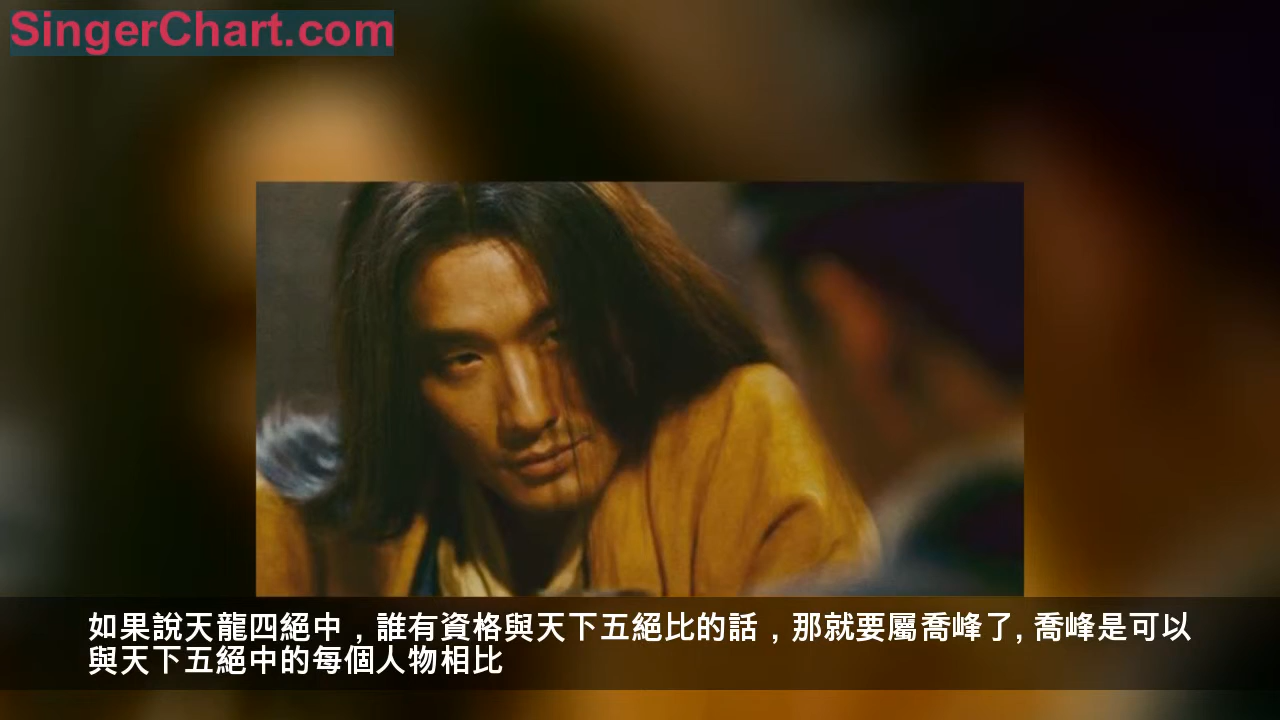 SingerChart.com
如果說天龍四絕中，誰有資格與天下五絕比的話，那就要屬喬峰了, 喬峰是可以
與天下五絕中的每個人物相比